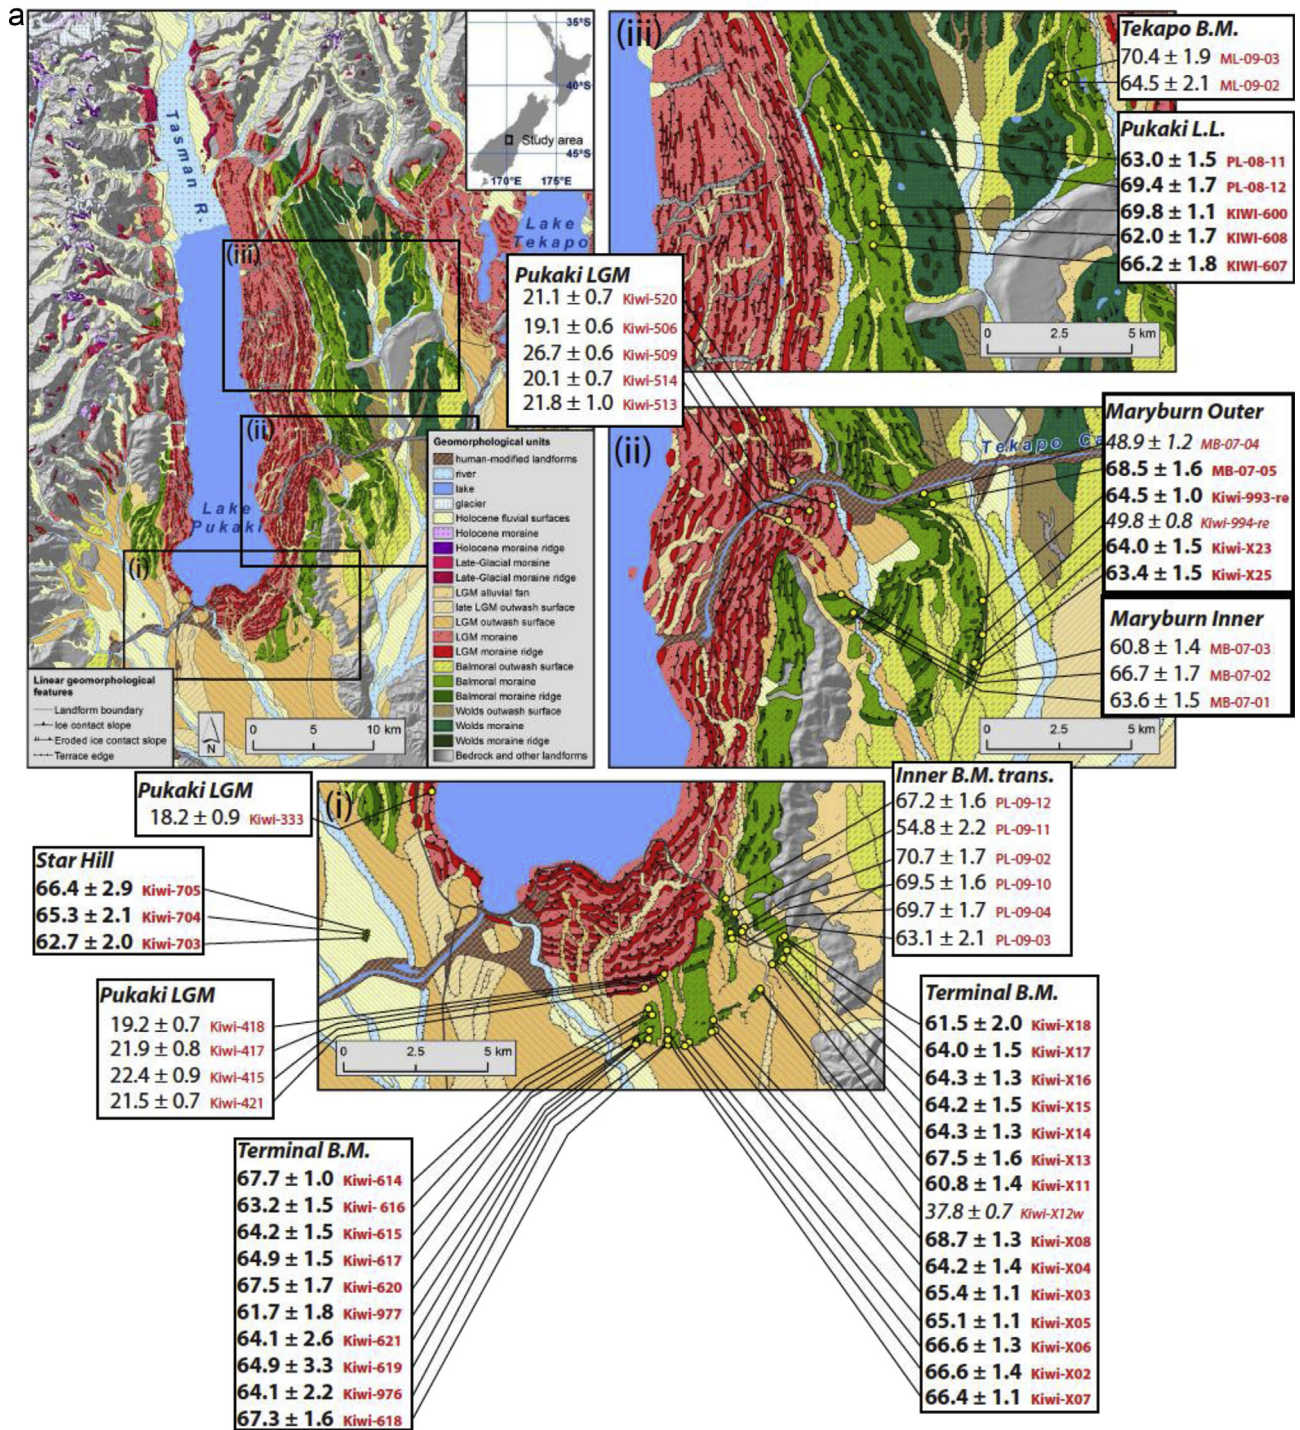 a
Tasman R.
35°S
40°S
Study area
45°S
170°E 175°E
Lake
Tekapo
(iii)
(ii)
Lake
Pukaki
(i)
Geomorphological units
human-modified landforms
river
lake
glacier
Holocene fluvial surfaces
Holocene moraine
Holocene moraine ridge
Late-Glacial moraine
Late-Glacial moraine ridge
LGM alluvial fan
late LGM outwash surface
LGM outwash surface
LGM moraine
LGM moraine ridge
Balmoral outwash surface
Balmoral moraine
Balmoral moraine ridge
Wolds outwash surface
Wolds moraine
Wolds moraine ridge
Bedrock and other landforms
Linear geomorphological
features
Landform boundary
Ice contact slope
Eroded ice contact slope
Terrace edge
N
0 5 10 km
(iii)
Tekapo B.M.
70.4 ± 1.9 ML-09-03
64.5 ± 2.1 ML-09-02
Pukaki L.L.
63.0 ± 1.5 PL-08-11
69.4 ± 1.7 PL-08-12
69.8 ± 1.1 KIWI-600
62.0 ± 1.7 KIWI-608
66.2 ± 1.8 KIWI-607
0 2.5 5 km
Pukaki LGM
21.1 ± 0.7 Kiwi-520
19.1 ± 0.6 Kiwi-506
26.7 ± 0.6 Kiwi-509
20.1 ± 0.7 Kiwi-514
21.8 ± 1.0 Kiwi-513
(ii)
Tekapo Ca
Maryburn Outer
48.9 ± 1.2 MB-07-04
68.5 ± 1.6 MB-07-05
64.5 ± 1.0 Kiwi-993-re
49.8 ± 0.8 Kiwi-994-re
64.0 ± 1.5 Kiwi-X23
63.4 ± 1.5 Kiwi-X25
Maryburn Inner
60.8 ± 1.4 MB-07-03
66.7 ± 1.7 MB-07-02
63.6 ± 1.5 MB-07-01
0 2.5 5 km
Pukaki LGM
18.2 ± 0.9 Kiwi-333
(i)
Inner B.M. trans.
67.2 ± 1.6 PL-09-12
54.8 ± 2.2 PL-09-11
70.7 ± 1.7 PL-09-02
69.5 ± 1.6 PL-09-10
69.7 ± 1.7 PL-09-04
63.1 ± 2.1 PL-09-03
Star Hill
66.4 ± 2.9 Kiwi-705
65.3 ± 2.1 Kiwi-704
62.7 ± 2.0 Kiwi-703
Pukaki LGM
19.2 ± 0.7 Kiwi-418
21.9 ± 0.8 Kiwi-417
22.4 ± 0.9 Kiwi-415
21.5 ± 0.7 Kiwi-421
0 2.5 5 km
Terminal B.M.
61.5 ± 2.0 Kiwi-X18
64.0 ± 1.5 Kiwi-X17
64.3 ± 1.3 Kiwi-X16
64.2 ± 1.5 Kiwi-X15
64.3 ± 1.3 Kiwi-X14
67.5 ± 1.6 Kiwi-X13
60.8 ± 1.4 Kiwi-X11
37.8 ± 0.7 Kiwi-X12w
68.7 ± 1.3 Kiwi-X08
64.2 ± 1.4 Kiwi-X04
65.4 ± 1.1 Kiwi-X03
65.1 ± 1.1 Kiwi-X05
66.6 ± 1.3 Kiwi-X06
66.6 ± 1.4 Kiwi-X02
66.4 ± 1.1 Kiwi-X07
Terminal B.M.
67.7 ± 1.0 Kiwi-614
63.2 ± 1.5 Kiwi- 616
64.2 ± 1.5 Kiwi-615
64.9 ± 1.5 Kiwi-617
67.5 ± 1.7 Kiwi-620
61.7 ± 1.8 Kiwi-977
64.1 ± 2.6 Kiwi-621
64.9 ± 3.3 Kiwi-619
64.1 ± 2.2 Kiwi-976
67.3 ± 1.6 Kiwi-618